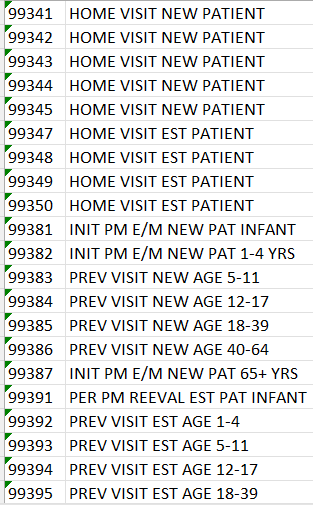 99341 HOME VISIT NEW PATIENT
99342 HOME VISIT NEW PATIENT
99343 HOME VISIT NEW PATIENT
99344 HOME VISIT NEW PATIENT
99345 HOME VISIT NEW PATIENT
99347 HOME VISIT EST PATIENT
99348 HOME VISIT EST PATIENT
99349 HOME VISIT EST PATIENT
99350 HOME VISIT EST PATIENT
99381 INIT PM E/M NEW PAT INFANT
99382 INIT PM E/M NEW PAT 1-4 YRS
99383 PREV VISIT NEW AGE 5-11
99384 PREV VISIT NEW AGE 12-17
99385 PREV VISIT NEW AGE 18-39
99386 PREV VISIT NEW AGE 40-64
99387 INIT PM E/M NEW PAT 65+ YRS
99391 PER PM REEVAL EST PAT INFANT
99392 PREV VISIT EST AGE 1-4
99393 PREV VISIT EST AGE 5-11
99394 PREV VISIT EST AGE 12-17
99395 PREV VISIT EST AGE 18-39